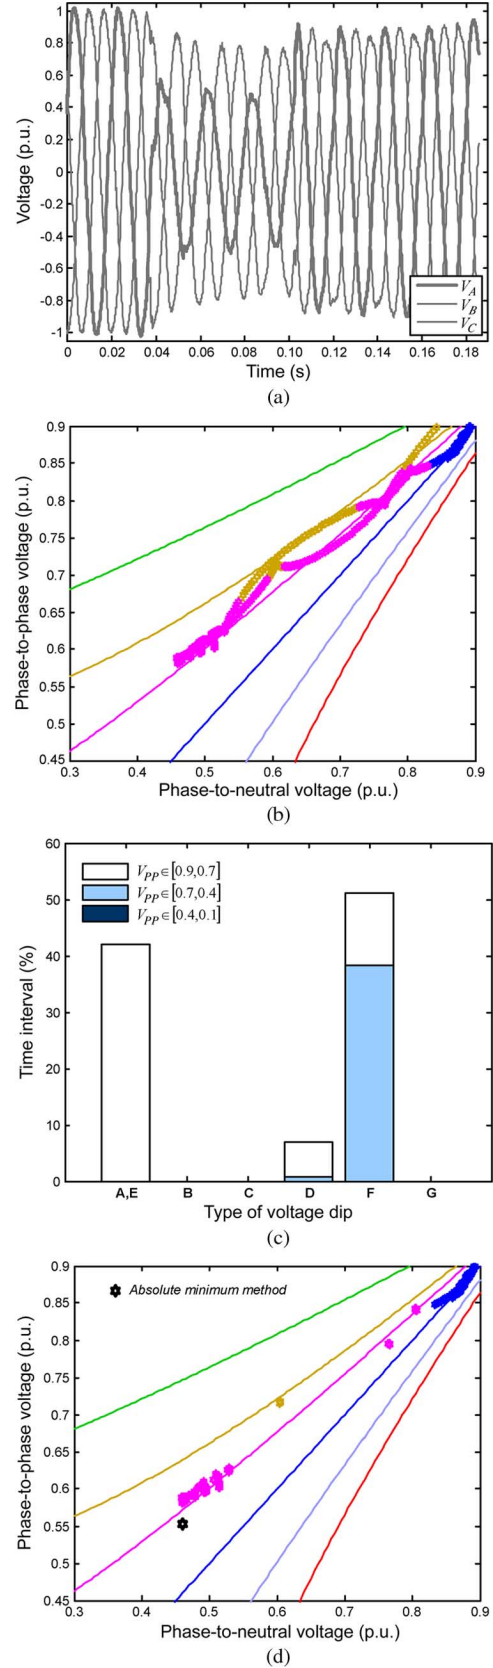 1
0.8
0.6
0.4
0.2
0
-0.2
-0.4
-0.6
-0.8
-1
Voltage (p.u.)
V_A
V_B
V_C
0 0.02 0.04 0.06 0.08 0.10 0.12 0.14 0.16 0.18
Time (s)
(a)
0.9
0.85
0.8
0.75
0.7
0.65
0.6
0.55
0.5
0.45
Phase-to-phase voltage (p.u.)
0.3 0.4 0.5 0.6 0.7 0.8 0.9
Phase-to-neutral voltage (p.u.)
(b)
60
50
40
30
20
10
0
Time interval (%)
V_PP∈[0.9,0.7]
V_PP∈[0.7,0.4]
V_PP∈[0.4,0.1]
A,E B C D F G
Type of voltage dip
(c)
0.9
0.85
0.8
0.75
0.7
0.65
0.6
0.55
0.5
0.45
Phase-to-phase voltage (p.u.)
Absolute minimum method
0.3 0.4 0.5 0.6 0.7 0.8 0.9
Phase-to-neutral voltage (p.u.)
(d)